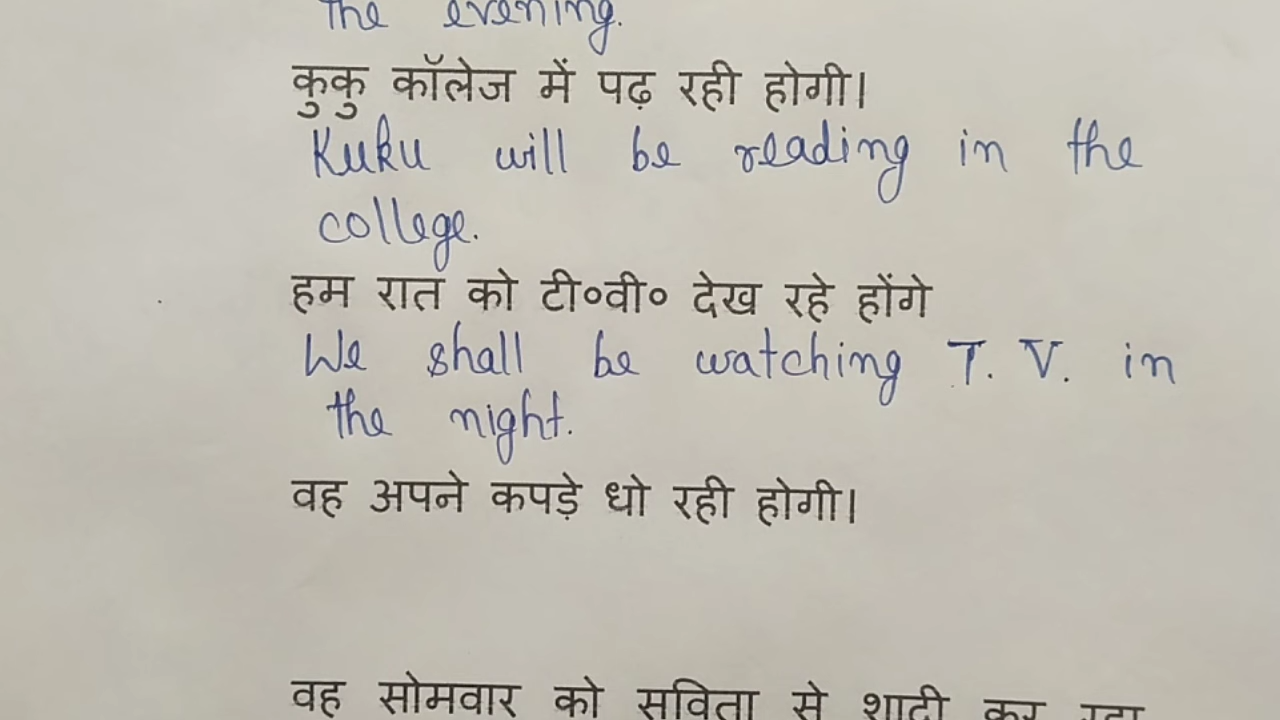 the evening.
कुकु कॉलेज में पढ़ रही होगी।
Kuku will be reading in the
college.
हम रात को टी०वी० देख रहे होंगे
We shall be watching T. V. in
the night.
वह अपने कपड़े धो रही होगी।
वह सोमवार को सविता से शादी कर रहा